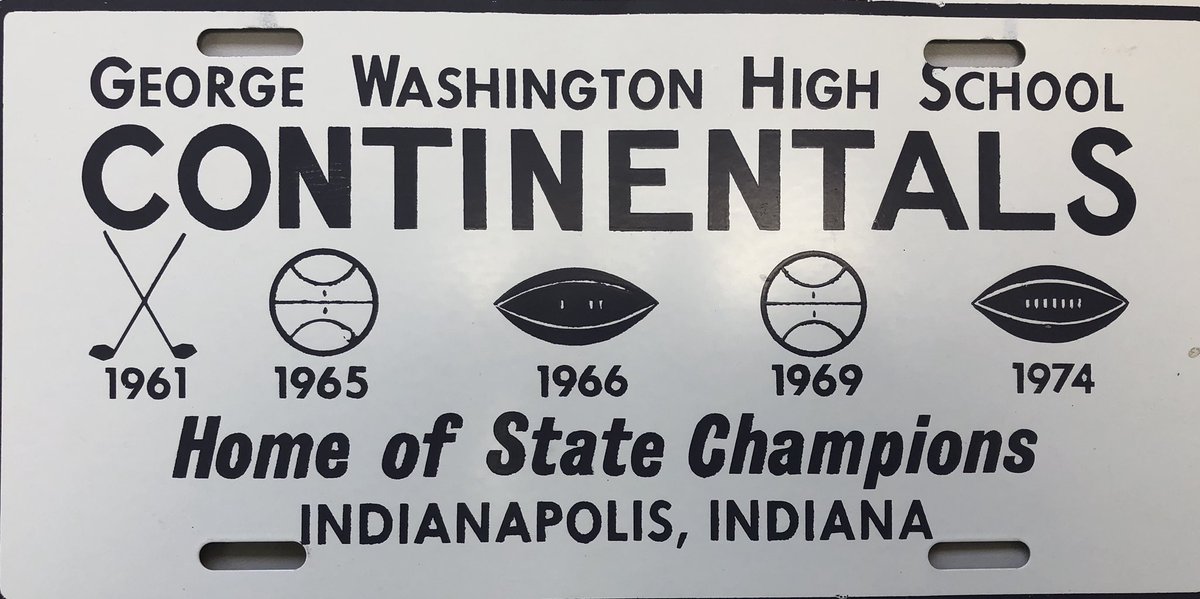 GEORGE WASHINGTON HIGH SCHOOL
CONTINENTALS
1961 1965 1966 1969 1974
Home of State Champions
INDIANAPOLIS, INDIANA